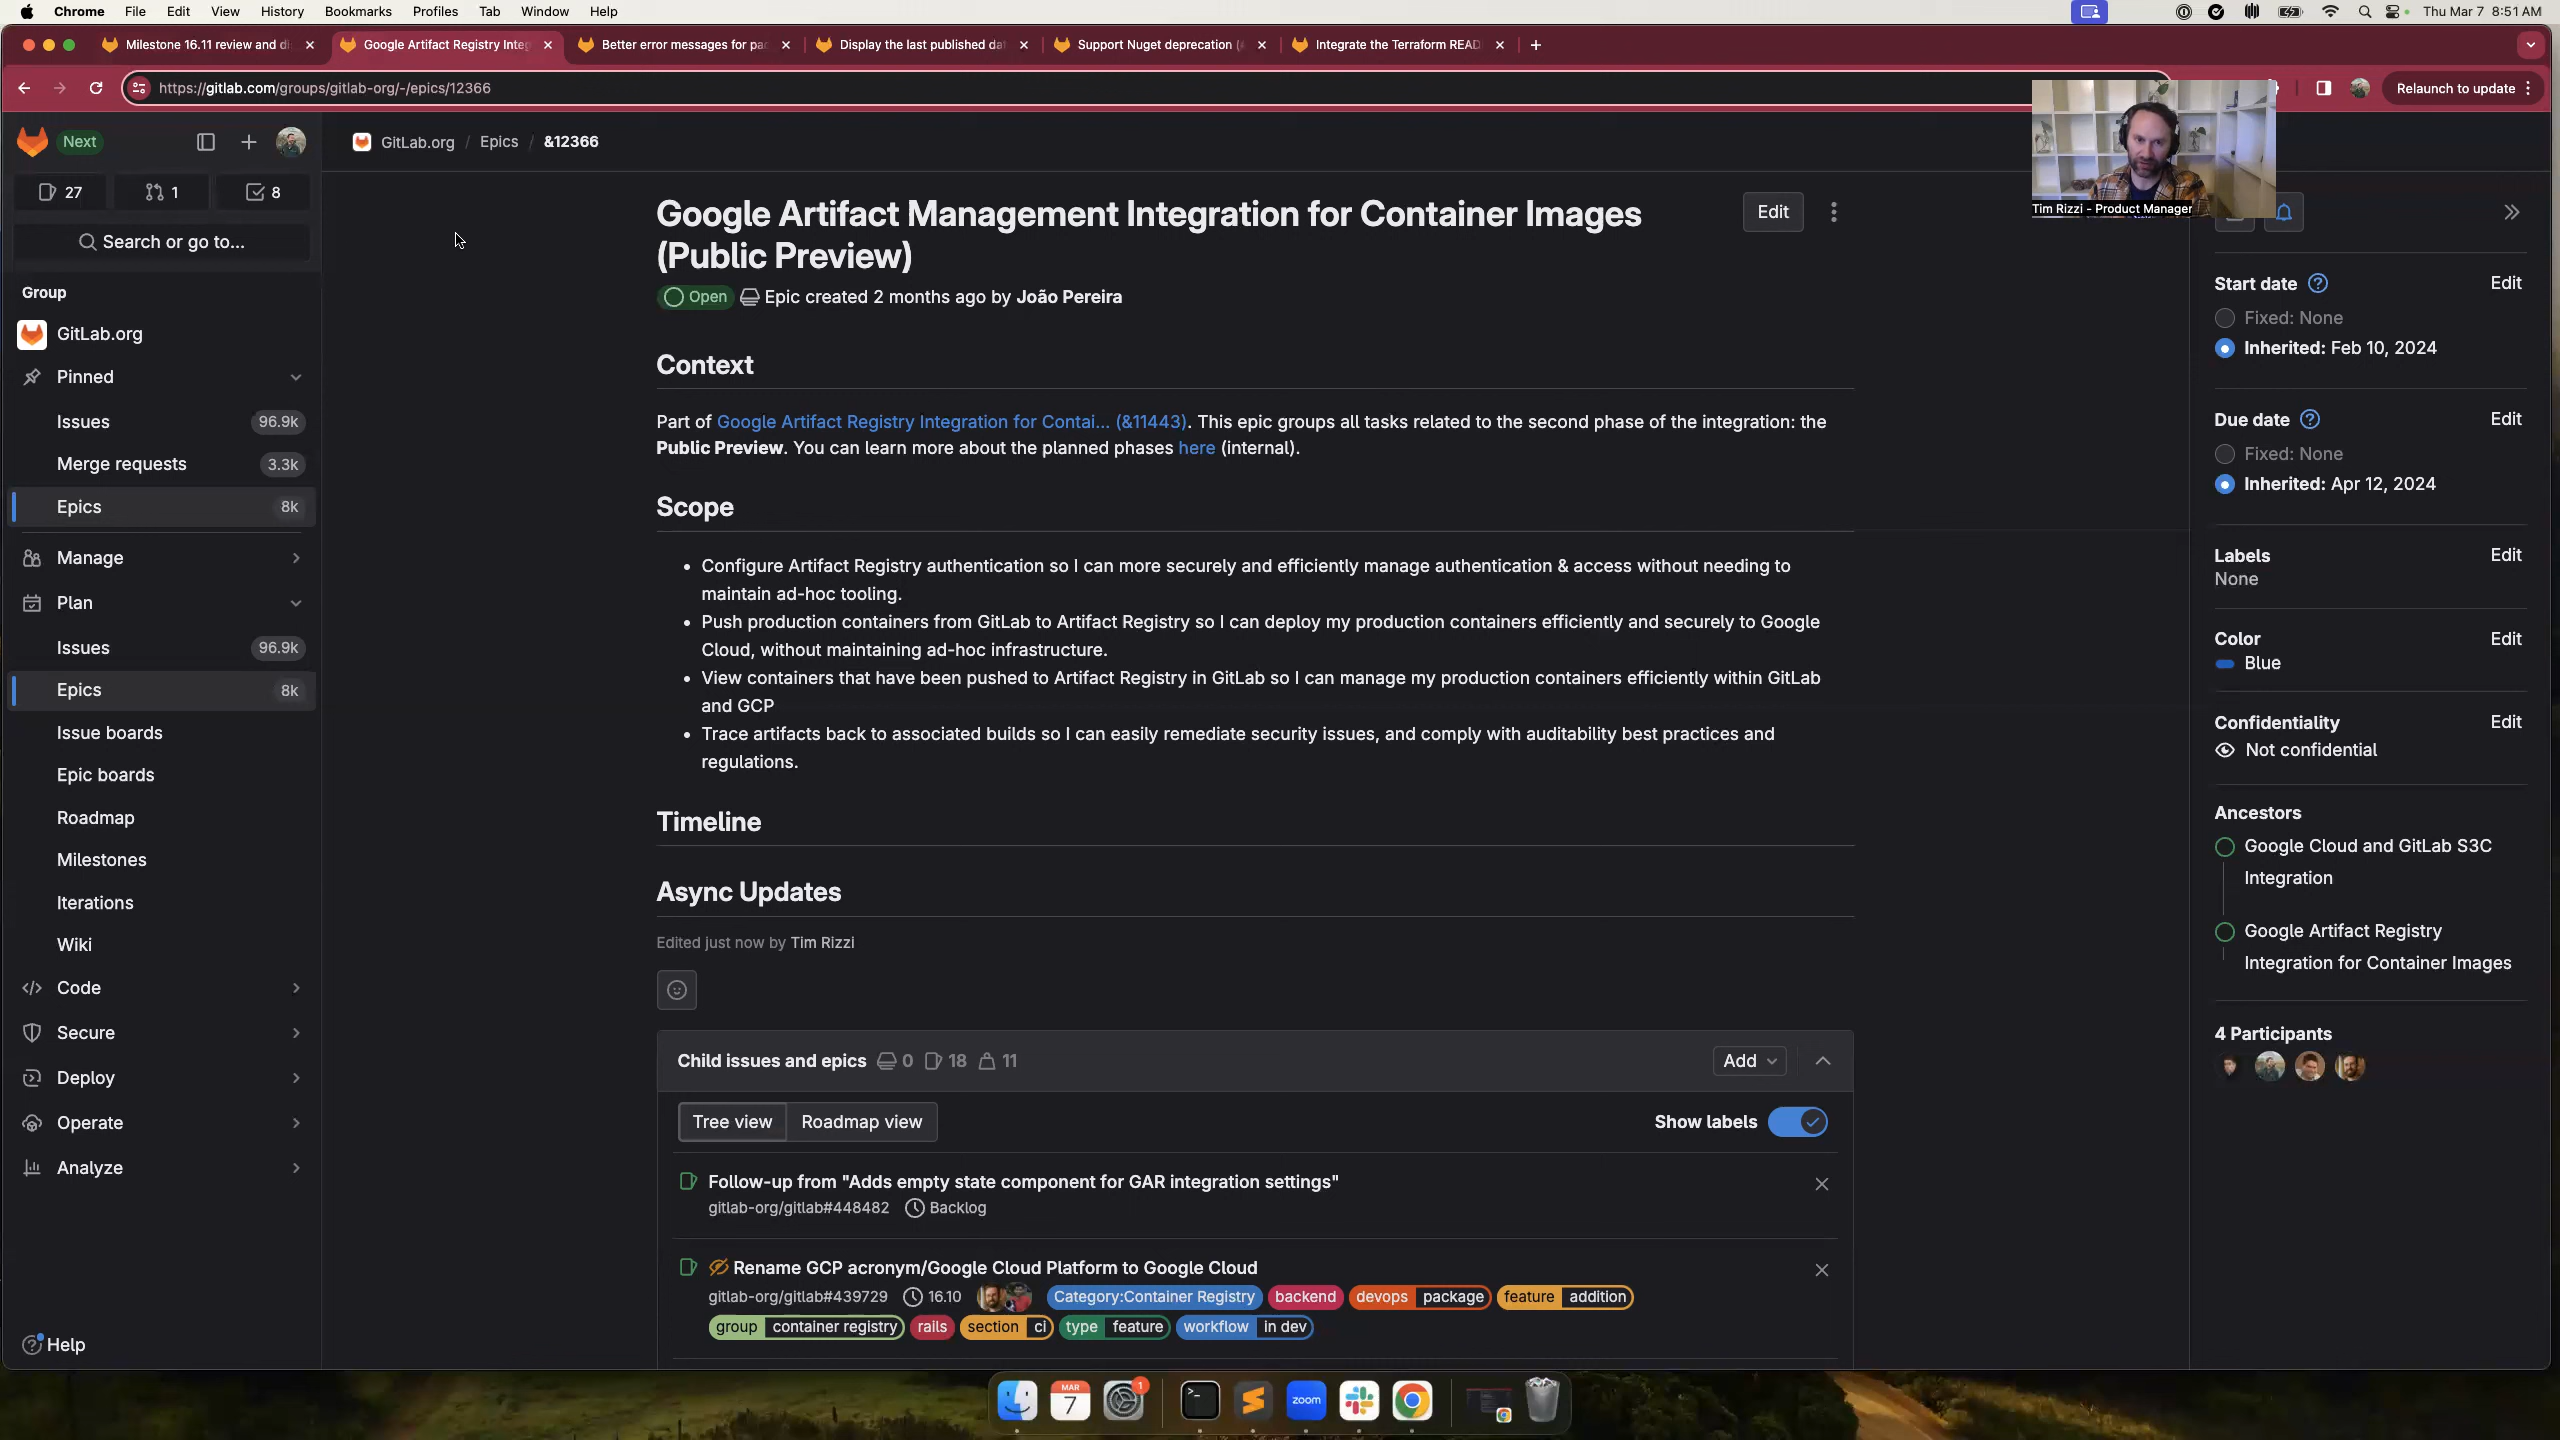 Chrome File Edit View History Bookmarks Profiles Tab Window Help Thu Mar 7 8:51 AM
Milestone 16.11 review and di Google Artifact Registry Integ Better error messages for pa Display the last published da Support Nuget deprecation ( Integrate the Terraform READ
https://gitlab.com/groups/gitlab-org/-/epics/12366 Relaunch to update
Next
27 1 8
Search or go to...
Group
GitLab.org
Pinned
Issues 96.9k
Merge requests 3.3k
Epics 8k
Manage
Plan
Issues 96.9k
Epics 8k
Issue boards
Epic boards
Roadmap
Milestones
Iterations
Wiki
Code
Secure
Deploy
Operate
Analyze
Help
GitLab.org / Epics / &12366
Google Artifact Management Integration for Container Images
(Public Preview)
Edit
Open Epic created 2 months ago by João Pereira
Context
Part of Google Artifact Registry Integration for Contai... (&11443). This epic groups all tasks related to the second phase of the integration: the
Public Preview. You can learn more about the planned phases here (internal).
Scope
• Configure Artifact Registry authentication so I can more securely and efficiently manage authentication & access without needing to
maintain ad-hoc tooling.
• Push production containers from GitLab to Artifact Registry so I can deploy my production containers efficiently and securely to Google
Cloud, without maintaining ad-hoc infrastructure.
• View containers that have been pushed to Artifact Registry in GitLab so I can manage my production containers efficiently within GitLab
and GCP
• Trace artifacts back to associated builds so I can easily remediate security issues, and comply with auditability best practices and
regulations.
Timeline
Async Updates
Edited just now by Tim Rizzi
Child issues and epics 0 18 11 Add
Tree view Roadmap view Show labels
Follow-up from "Adds empty state component for GAR integration settings"
gitlab-org/gitlab#448482 Backlog
Rename GCP acronym/Google Cloud Platform to Google Cloud
gitlab-org/gitlab#439729 16.10 Category:Container Registry backend devops package feature addition
group container registry rails section ci type feature workflow in dev
Tim Rizzi - Product Manager
Start date Edit
Fixed: None
Inherited: Feb 10, 2024
Due date Edit
Fixed: None
Inherited: Apr 12, 2024
Labels Edit
None
Color Edit
Blue
Confidentiality Edit
Not confidential
Ancestors
Google Cloud and GitLab S3C
Integration
Google Artifact Registry
Integration for Container Images
4 Participants
MAR
7
1
zoom